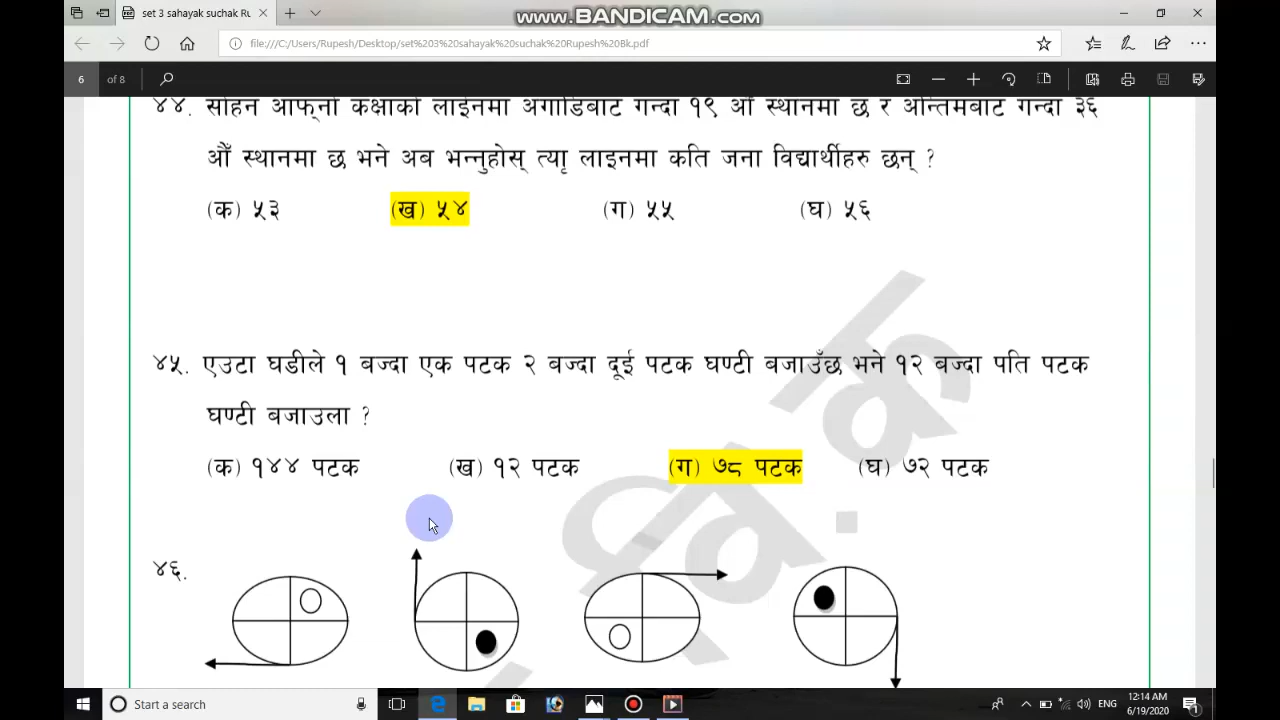 WWW.BANDICAM.COM
set 3 sahayak suchak Ru
file:///C:/Users/Rupesh/Desktop/set%203%20sahayak%20suchak%20Rupesh%20Bk.pdf
6 of 8
४४. सोहन आफ्नो कक्षाको लाईनमा अगाडिबाट गन्दा १९ औं स्थानमा छ र अन्तिमबाट गन्दा ३६
औँ स्थानमा छ भने अब भन्नुहोस् त्यृा लाइनमा कति जना विद्यार्थीहरु छन् ?
(क) ५३ (ख) ५४ (ग) ५५ (घ) ५६
४५. एउटा घडीले १ बज्दा एक पटक २ बज्दा दूई पटक घण्टी बजाउँछ भने १२ बज्दा पति पटक
घण्टी बजाउला ?
(क) १४४ पटक (ख) १२ पटक (ग) ७८ पटक (घ) ७२ पटक
४६.
Start a search
ENG
12:14 AM
6/19/2020